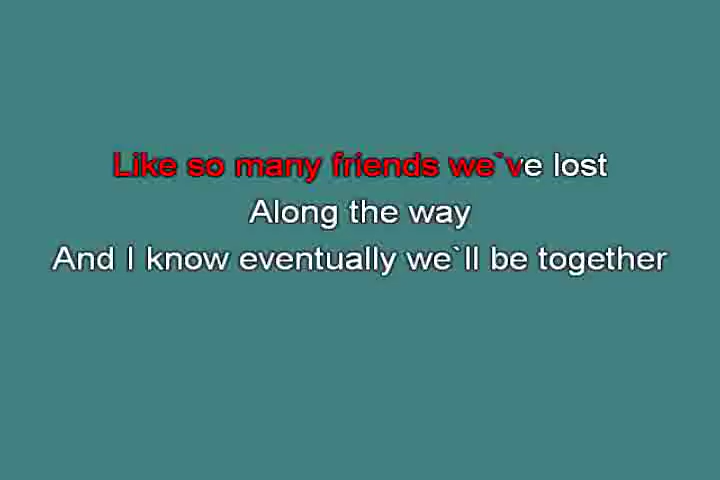 Like so many friends we`ve lost
Along the way
And I know eventually we`ll be together